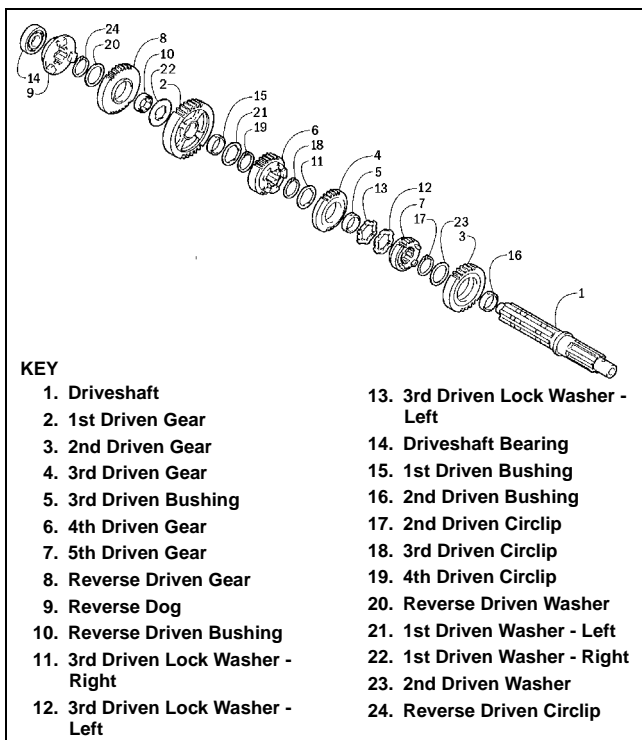 24
20
8
10
22
2
14
9
15
21
19
6
18
11
4
5
13
12
7
17
23
3
16
1
KEY
1. Driveshaft
2. 1st Driven Gear
3. 2nd Driven Gear
4. 3rd Driven Gear
5. 3rd Driven Bushing
6. 4th Driven Gear
7. 5th Driven Gear
8. Reverse Driven Gear
9. Reverse Dog
10. Reverse Driven Bushing
11. 3rd Driven Lock Washer -
Right
12. 3rd Driven Lock Washer -
Left
13. 3rd Driven Lock Washer -
Left
14. Driveshaft Bearing
15. 1st Driven Bushing
16. 2nd Driven Bushing
17. 2nd Driven Circlip
18. 3rd Driven Circlip
19. 4th Driven Circlip
20. Reverse Driven Washer
21. 1st Driven Washer - Left
22. 1st Driven Washer - Right
23. 2nd Driven Washer
24. Reverse Driven Circlip